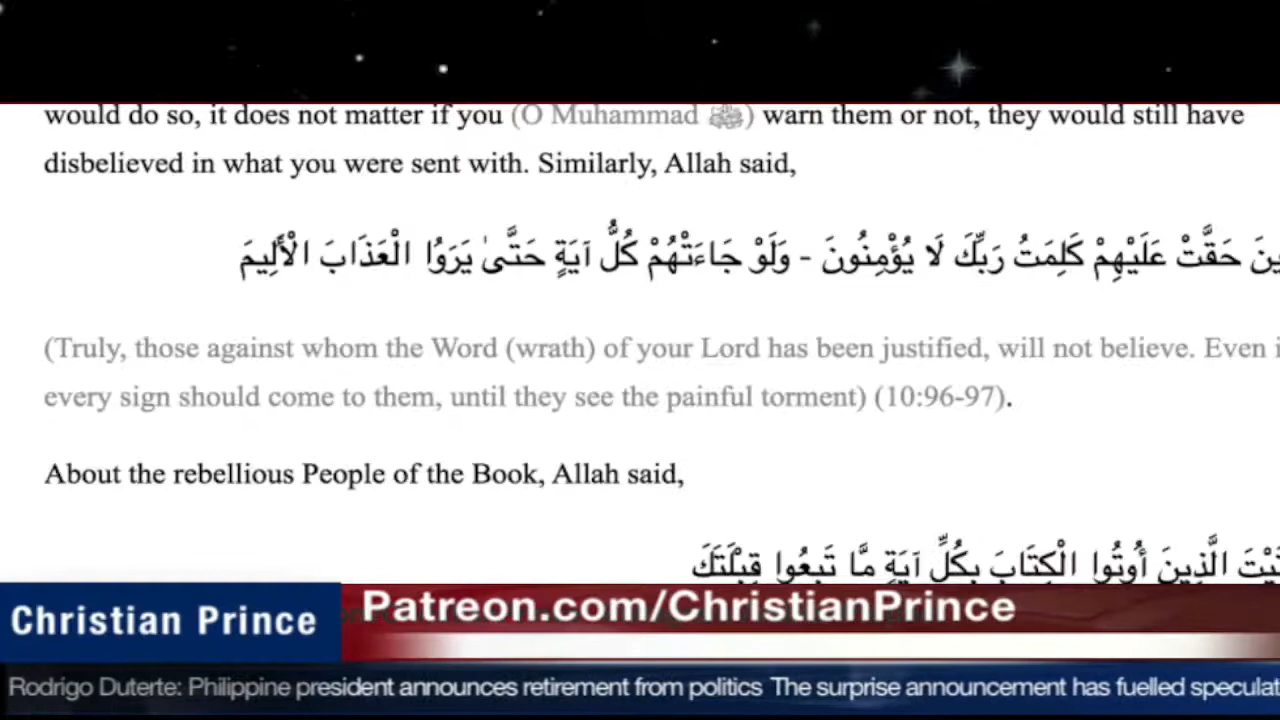 would do so, it does not matter if you (O Muhammad ﷺ) warn them or not, they would still have
disbelieved in what you were sent with. Similarly, Allah said,
حَقَّتْ عَلَيْهِمْ كَلِمَتُ رَبِّكَ لَا يُؤْمِنُونَ - وَلَوْ جَاءَتْهُمْ كُلُّ آيَةٍ حَتَّىٰ يَرَوُا الْعَذَابَ الْأَلِيمَ
(Truly, those against whom the Word (wrath) of your Lord has been justified, will not believe. Even
every sign should come to them, until they see the painful torment) (10:96-97).
About the rebellious People of the Book, Allah said,
الَّذِينَ أُوتُوا الْكِتَابَ بِكُلِّ آيَةٍ مَّا تَبِعُوا قِبْلَتَكَ
Patreon.com/ChristianPrince
Christian Prince
Rodrigo Duterte: Philippine president announces retirement from politics The surprise announcement has fuelled speculat